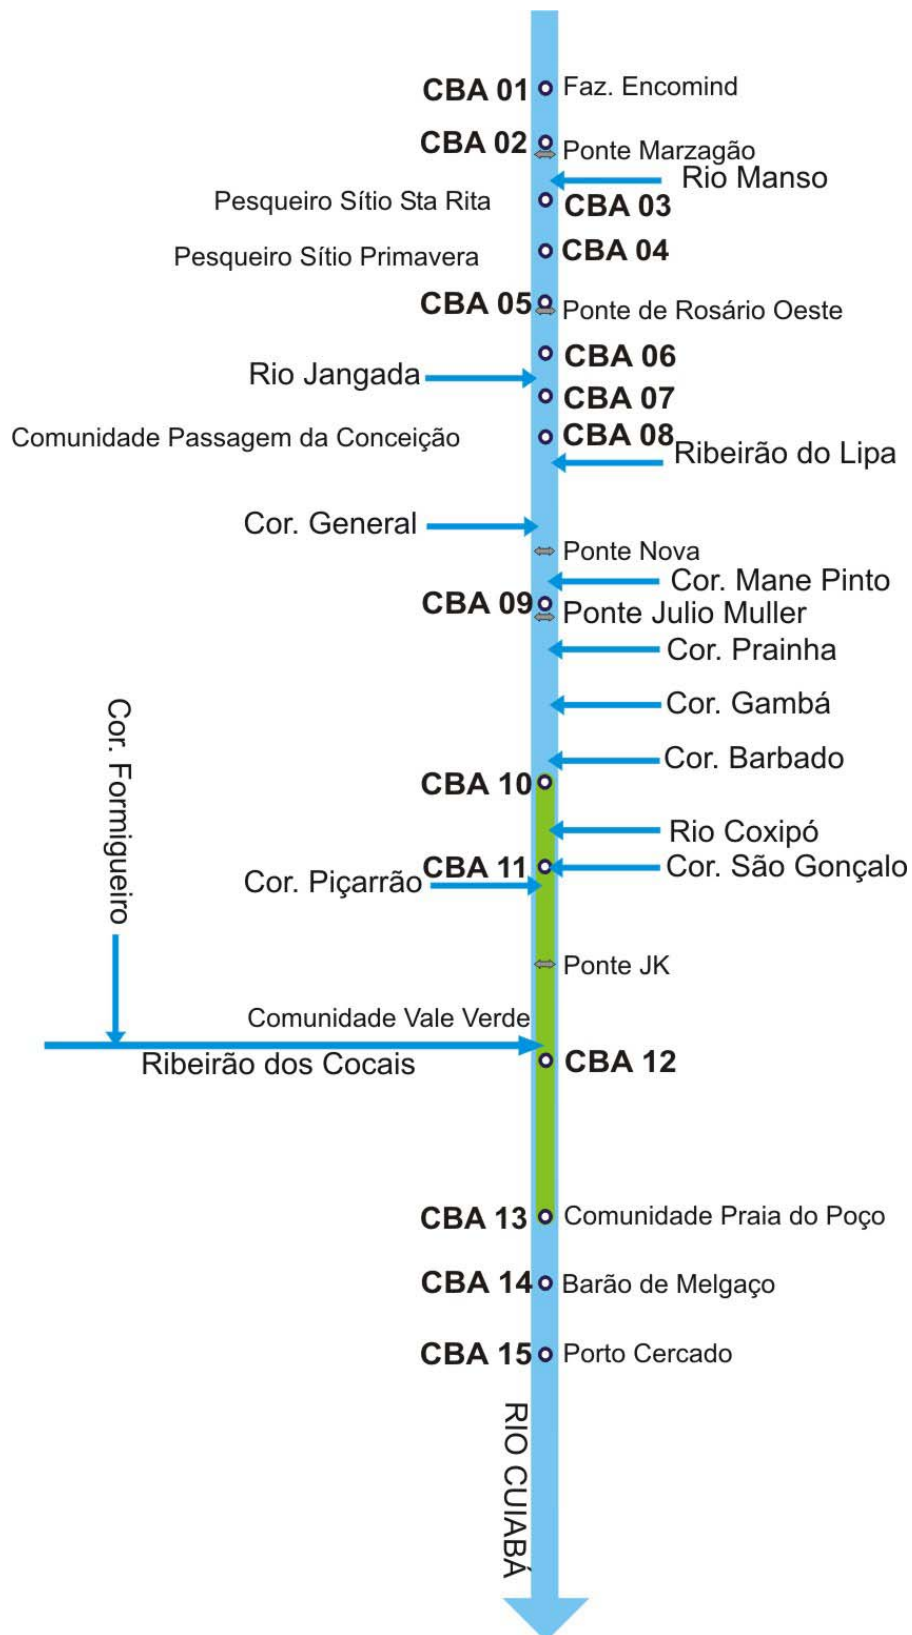 CBA 01
Faz. Encomind
CBA 02
Ponte Marzagão
Rio Manso
Pesqueiro Sítio Sta Rita
CBA 03
Pesqueiro Sítio Primavera
CBA 04
CBA 05
Ponte de Rosário Oeste
CBA 06
Rio Jangada
CBA 07
Comunidade Passagem da Conceição
CBA 08
Ribeirão do Lipa
Cor. General
Ponte Nova
Cor. Mane Pinto
CBA 09
Ponte Julio Muller
Cor. Prainha
Cor. Gambá
Cor. Formigueiro
Cor. Barbado
CBA 10
Rio Coxipó
CBA 11
Cor. São Gonçalo
Cor. Piçarrão
Ponte JK
Comunidade Vale Verde
Ribeirão dos Cocais
CBA 12
CBA 13
Comunidade Praia do Poço
CBA 14
Barão de Melgaço
CBA 15
Porto Cercado
RIO CUIABÁ